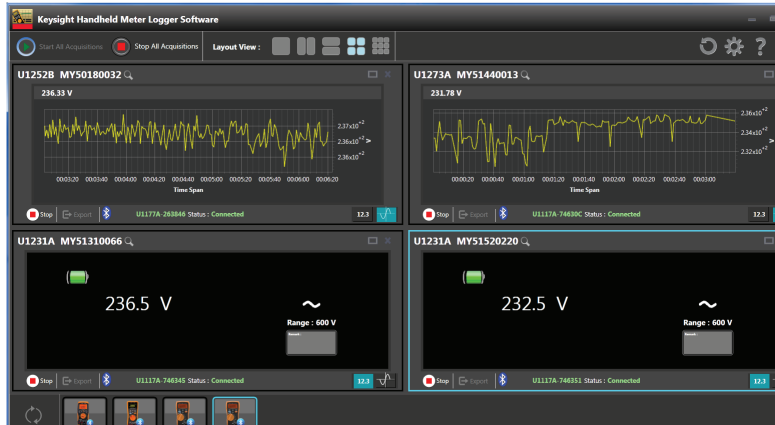 Keysight Handheld Meter Logger Software
Start All Acquisitions Stop All Acquisitions Layout View :
U1252B MY50180032
236.33 V
2.37x10+2
2.36x10+2 >
2.36x10+2
00:03:20 00:03:40 00:04:00 00:04:20 00:04:40 00:05:00 00:05:20 00:05:40 00:06:00 00:06:20
Time Span
Stop Export U1177A-263846 Status : Connected 12.3
U1273A MY51440013
231.78 V
2.36x10+2
2.34x10+2 >
2.32x10+2
00:00:20 00:00:40 00:01:00 00:01:20 00:01:40 00:02:00 00:02:20 00:02:40 00:03:00
Time Span
Stop Export U1117A-74630C Status : Connected 12.3
U1231A MY51310066
236.5 V
Range : 600 V
Stop Export U1117A-746345 Status : Connected 12.3
U1231A MY51520220
232.5 V
Range : 600 V
Stop Export U1117A-746351 Status : Connected 12.3